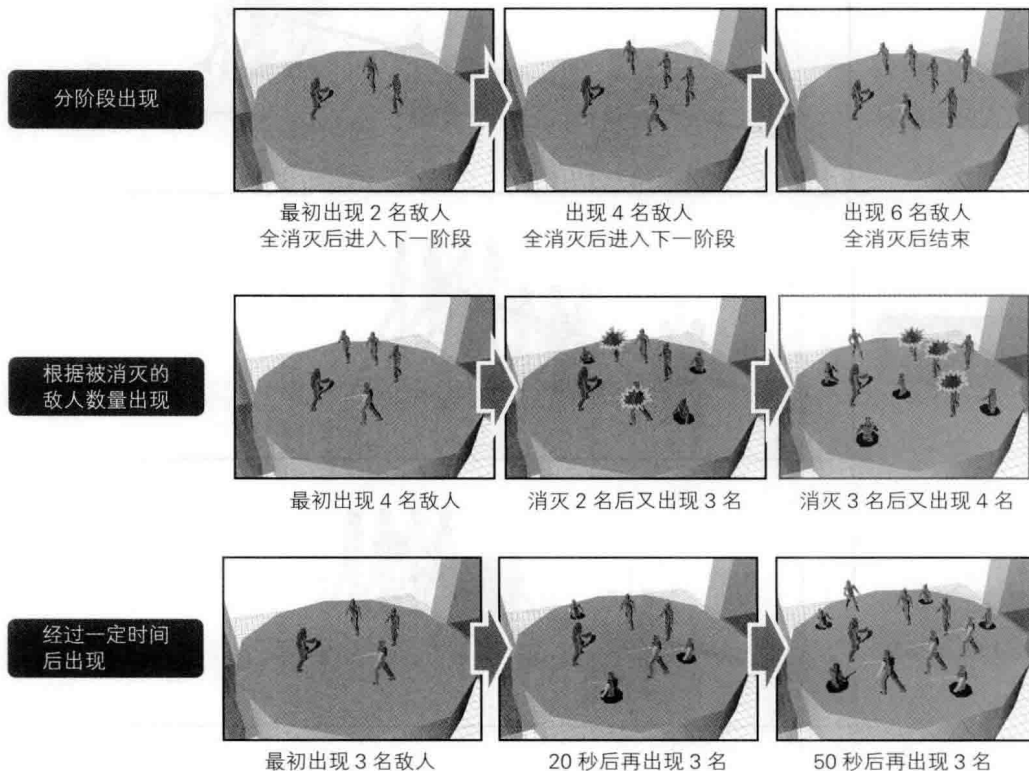 分阶段出现
最初出现 2 名敌人
全消灭后进入下一阶段
出现 4 名敌人
全消灭后进入下一阶段
出现 6 名敌人
全消灭后结束
根据被消灭的
敌人数量出现
最初出现 4 名敌人
消灭 2 名后又出现 3 名
消灭 3 名后又出现 4 名
经过一定时间
后出现
最初出现 3 名敌人
20 秒后再出现 3 名
50 秒后再出现 3 名